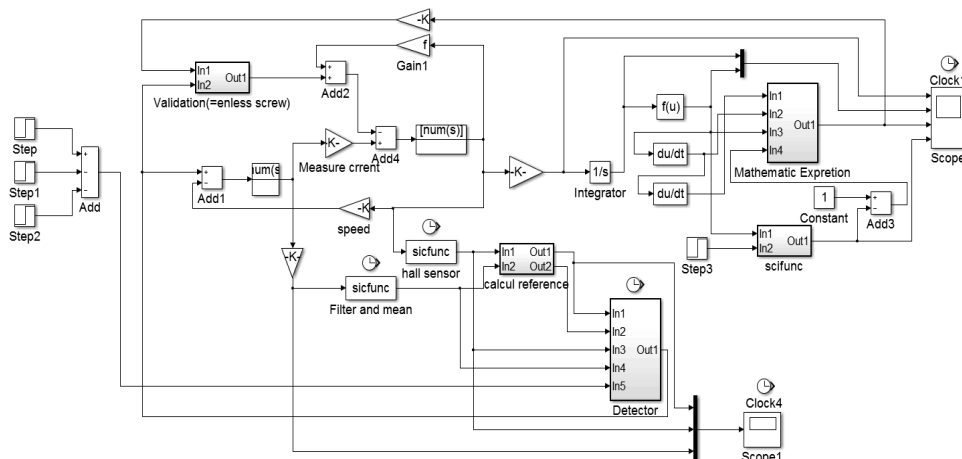 -K-
f
Gain1
In1
In2
Out1
Validation(=enless screw)
Add2
Clock1
Scope
Step
Step1
Step2
Add
Add1
num(s
K-
Measure crrent
Add4
[num(s)]
-K-
1/s
Integrator
f(u)
du/dt
du/dt
In1
In2
In3
In4
Out1
Mathematic Expretion
1
Constant
Add3
-K
speed
-K-
sicfunc
hall sensor
sicfunc
Filter and mean
In1
In2
Out1
Out2
calcul reference
Step3
In1
In2
Out1
scifunc
In1
In2
In3
In4
In5
Out1
Detector
Clock4
Scope1